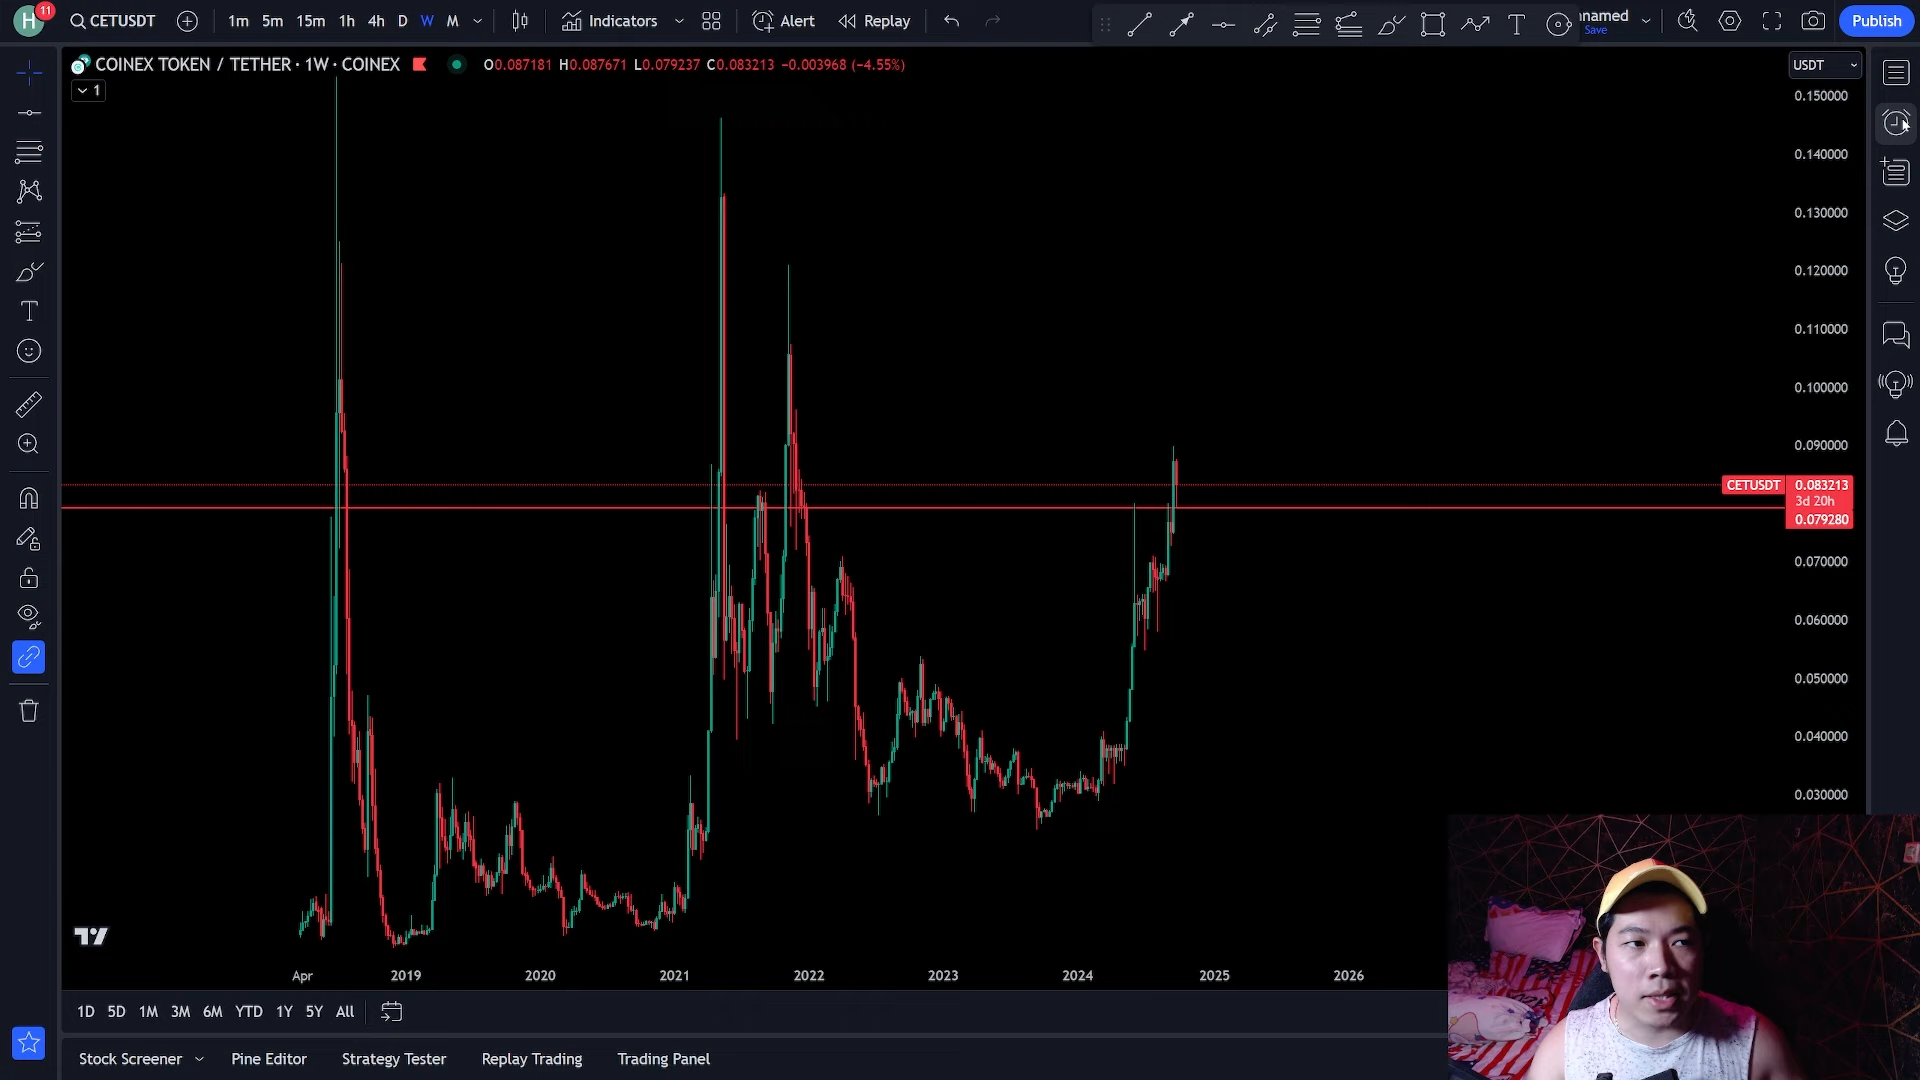 H 11 CETUSDT 1m 5m 15m 1h 4h D W M Indicators Alert Replay nnamed Save Publish
COINEX TOKEN / TETHER · 1W · COINEX O0.087181 H0.087671 L0.079237 C0.083213 −0.003968 (−4.55%) USDT
1
0.150000
0.140000
0.130000
0.120000
0.110000
0.100000
0.090000
CETUSDT 0.083213
3d 20h
0.079280
0.070000
0.060000
0.050000
0.040000
0.030000
Apr 2019 2020 2021 2022 2023 2024 2025 2026
1D 5D 1M 3M 6M YTD 1Y 5Y All
Stock Screener Pine Editor Strategy Tester Replay Trading Trading Panel